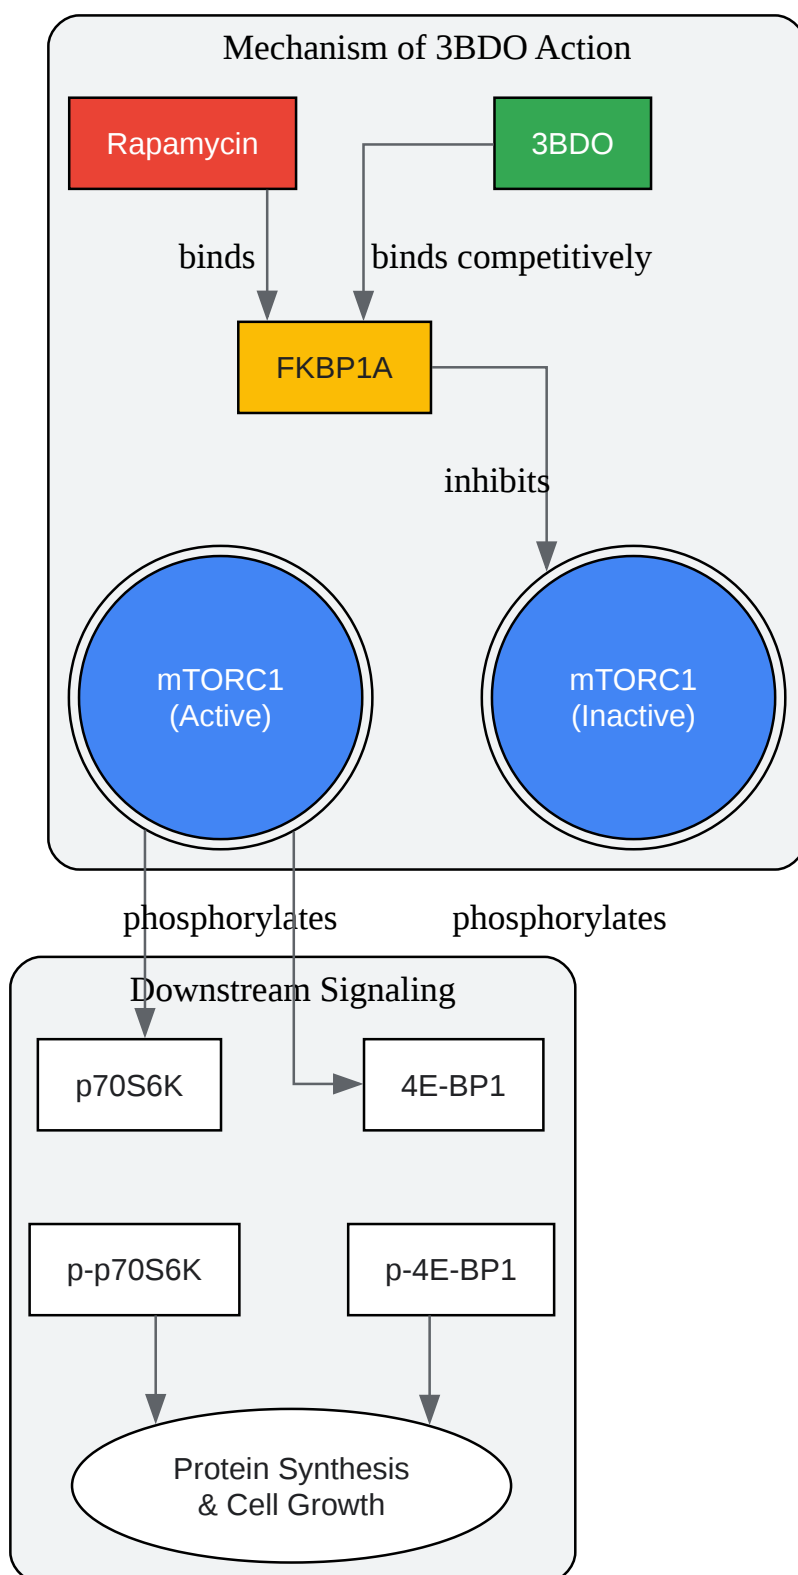 Mechanism of 3BDO Action
Rapamycin
3BDO
binds
binds competitively
FKBP1A
inhibits
mTORC1
(Active)
mTORC1
(Inactive)
phosphorylates
phosphorylates
Downstream Signaling
p70S6K
4E-BP1
p-p70S6K
p-4E-BP1
Protein Synthesis
& Cell Growth